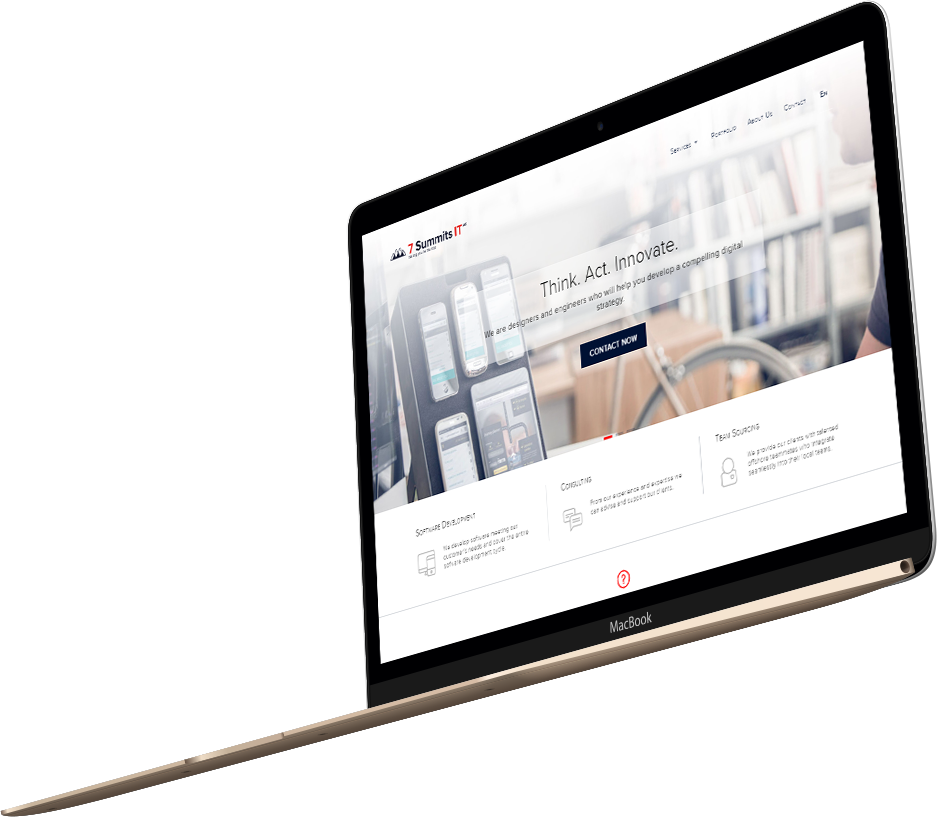 Services
Portfolio
About Us
Contact
En
7 Summits IT
Think. Act. Innovate.
We are designers and engineers who will help you develop a compelling digital
strategy.
CONTACT NOW
Software Development
We develop software meeting our
customer's needs and cover the entire
software development cycle.
Consulting
From our experience and expertise we
can advise and support our clients.
Team Sourcing
We provide our clients with talented
offshore teammates who integrate
seamlessly into their local teams.
?
MacBook